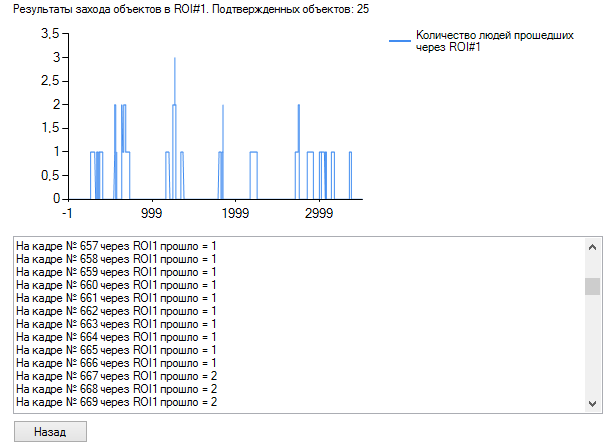 Результаты захода объектов в ROI#1. Подтвержденных объектов: 25
3,5
3
2,5
2
1,5
1
0,5
0
-1
999
1999
2999
Количество людей прошедших
через ROI#1
На кадре № 657 через ROI1 прошло = 1
На кадре № 658 через ROI1 прошло = 1
На кадре № 659 через ROI1 прошло = 1
На кадре № 660 через ROI1 прошло = 1
На кадре № 661 через ROI1 прошло = 1
На кадре № 662 через ROI1 прошло = 1
На кадре № 663 через ROI1 прошло = 1
На кадре № 664 через ROI1 прошло = 1
На кадре № 665 через ROI1 прошло = 1
На кадре № 666 через ROI1 прошло = 1
На кадре № 667 через ROI1 прошло = 2
На кадре № 668 через ROI1 прошло = 2
На кадре № 669 через ROI1 прошло = 2
Назад